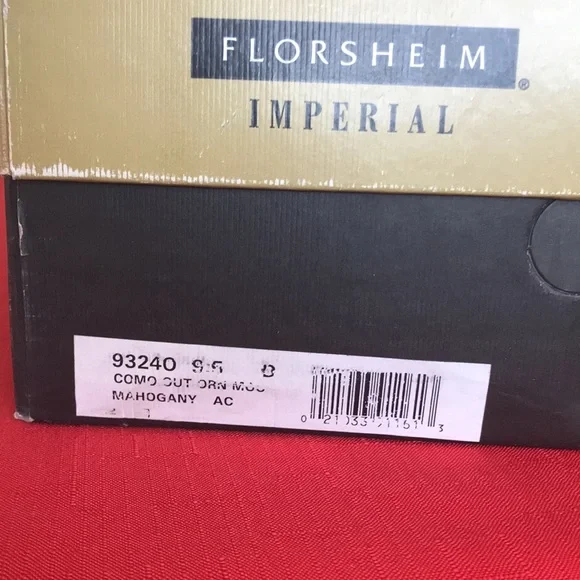 FLORSHEIM®
IMPERIAL
93240 9.5 B
COMO CUT ORN MOC
MAHOGANY AC